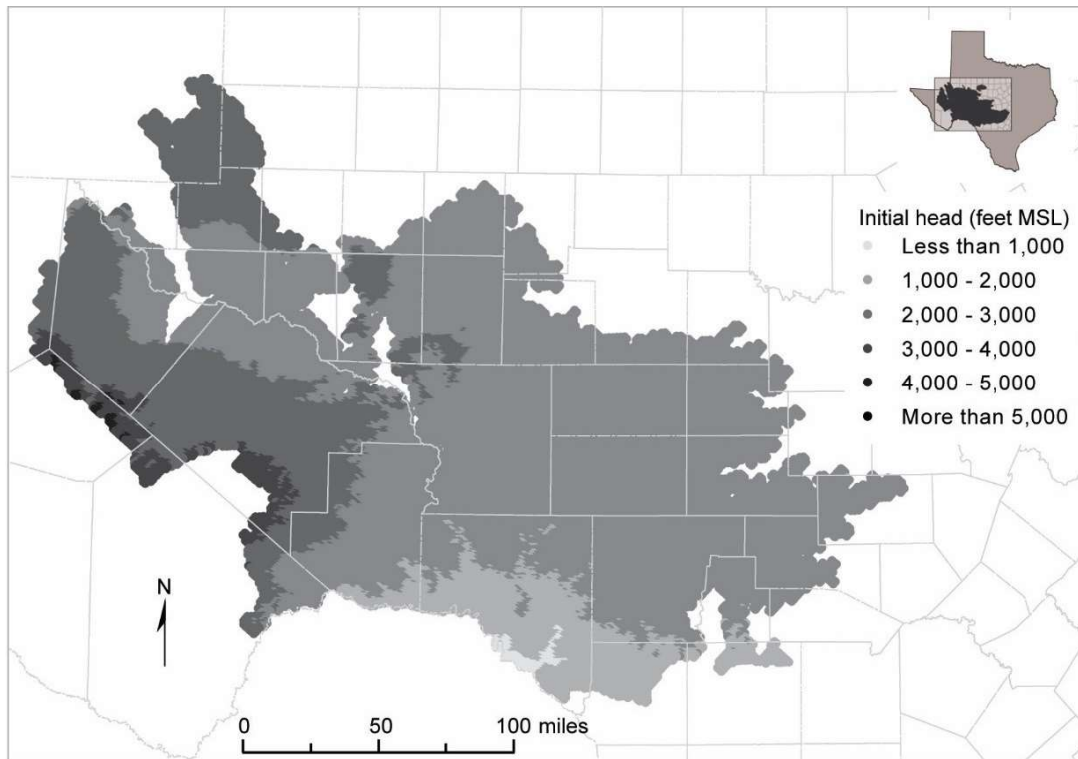 Initial head (feet MSL)
Less than 1,000
1,000 - 2,000
2,000 - 3,000
3,000 - 4,000
4,000 - 5,000
More than 5,000
N
0 50 100 miles